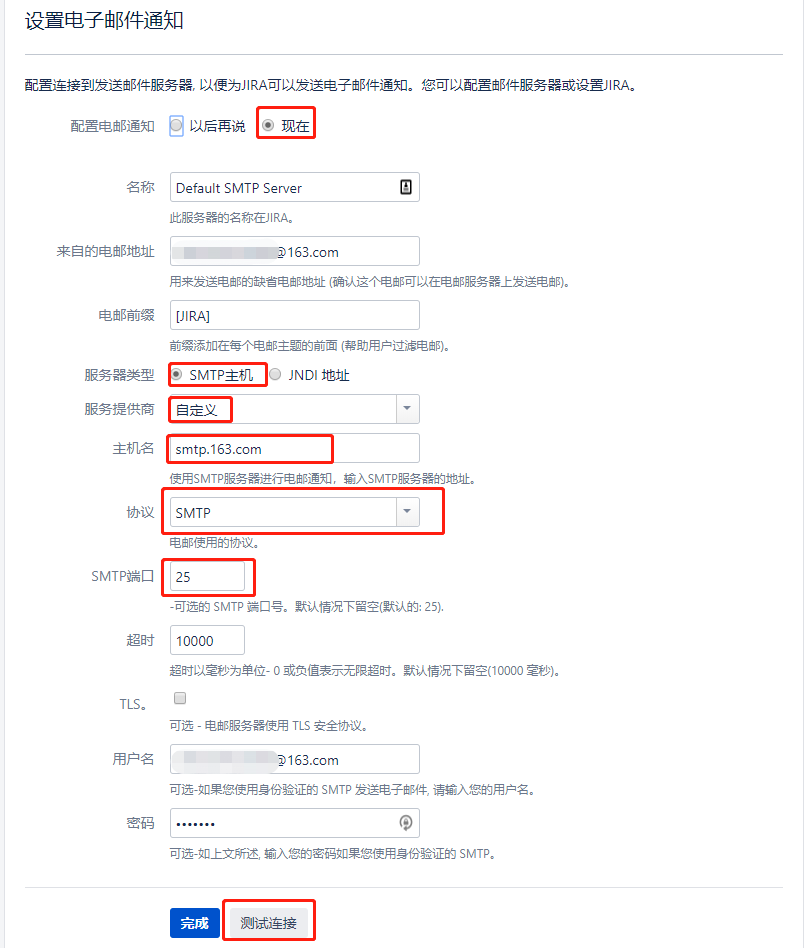 设置电子邮件通知
配置连接到发送邮件服务器, 以便为JIRA可以发送电子邮件通知。您可以配置邮件服务器或设置JIRA。
配置电邮通知 以后再说 现在
名称 Default SMTP Server
此服务器的名称在JIRA。
来自的电邮地址 @163.com
用来发送电邮的缺省电邮地址 (确认这个电邮可以在电邮服务器上发送电邮)。
电邮前缀 [JIRA]
前缀添加在每个电邮主题的前面 (帮助用户过滤电邮)。
服务器类型 SMTP主机 JNDI 地址
服务提供商 自定义
主机名 smtp.163.com
使用SMTP服务器进行电邮通知，输入SMTP服务器的地址。
协议 SMTP
电邮使用的协议。
SMTP端口 25
-可选的 SMTP 端口号。默认情况下留空(默认的: 25).
超时 10000
超时以毫秒为单位- 0 或负值表示无限超时。默认情况下留空(10000 毫秒)。
TLS。
可选 - 电邮服务器使用 TLS 安全协议。
用户名 @163.com
可选-如果您使用身份验证的 SMTP 发送电子邮件, 请输入您的用户名。
密码 •••••••
可选-如上文所述, 输入您的密码如果您使用身份验证的 SMTP。
完成 测试连接